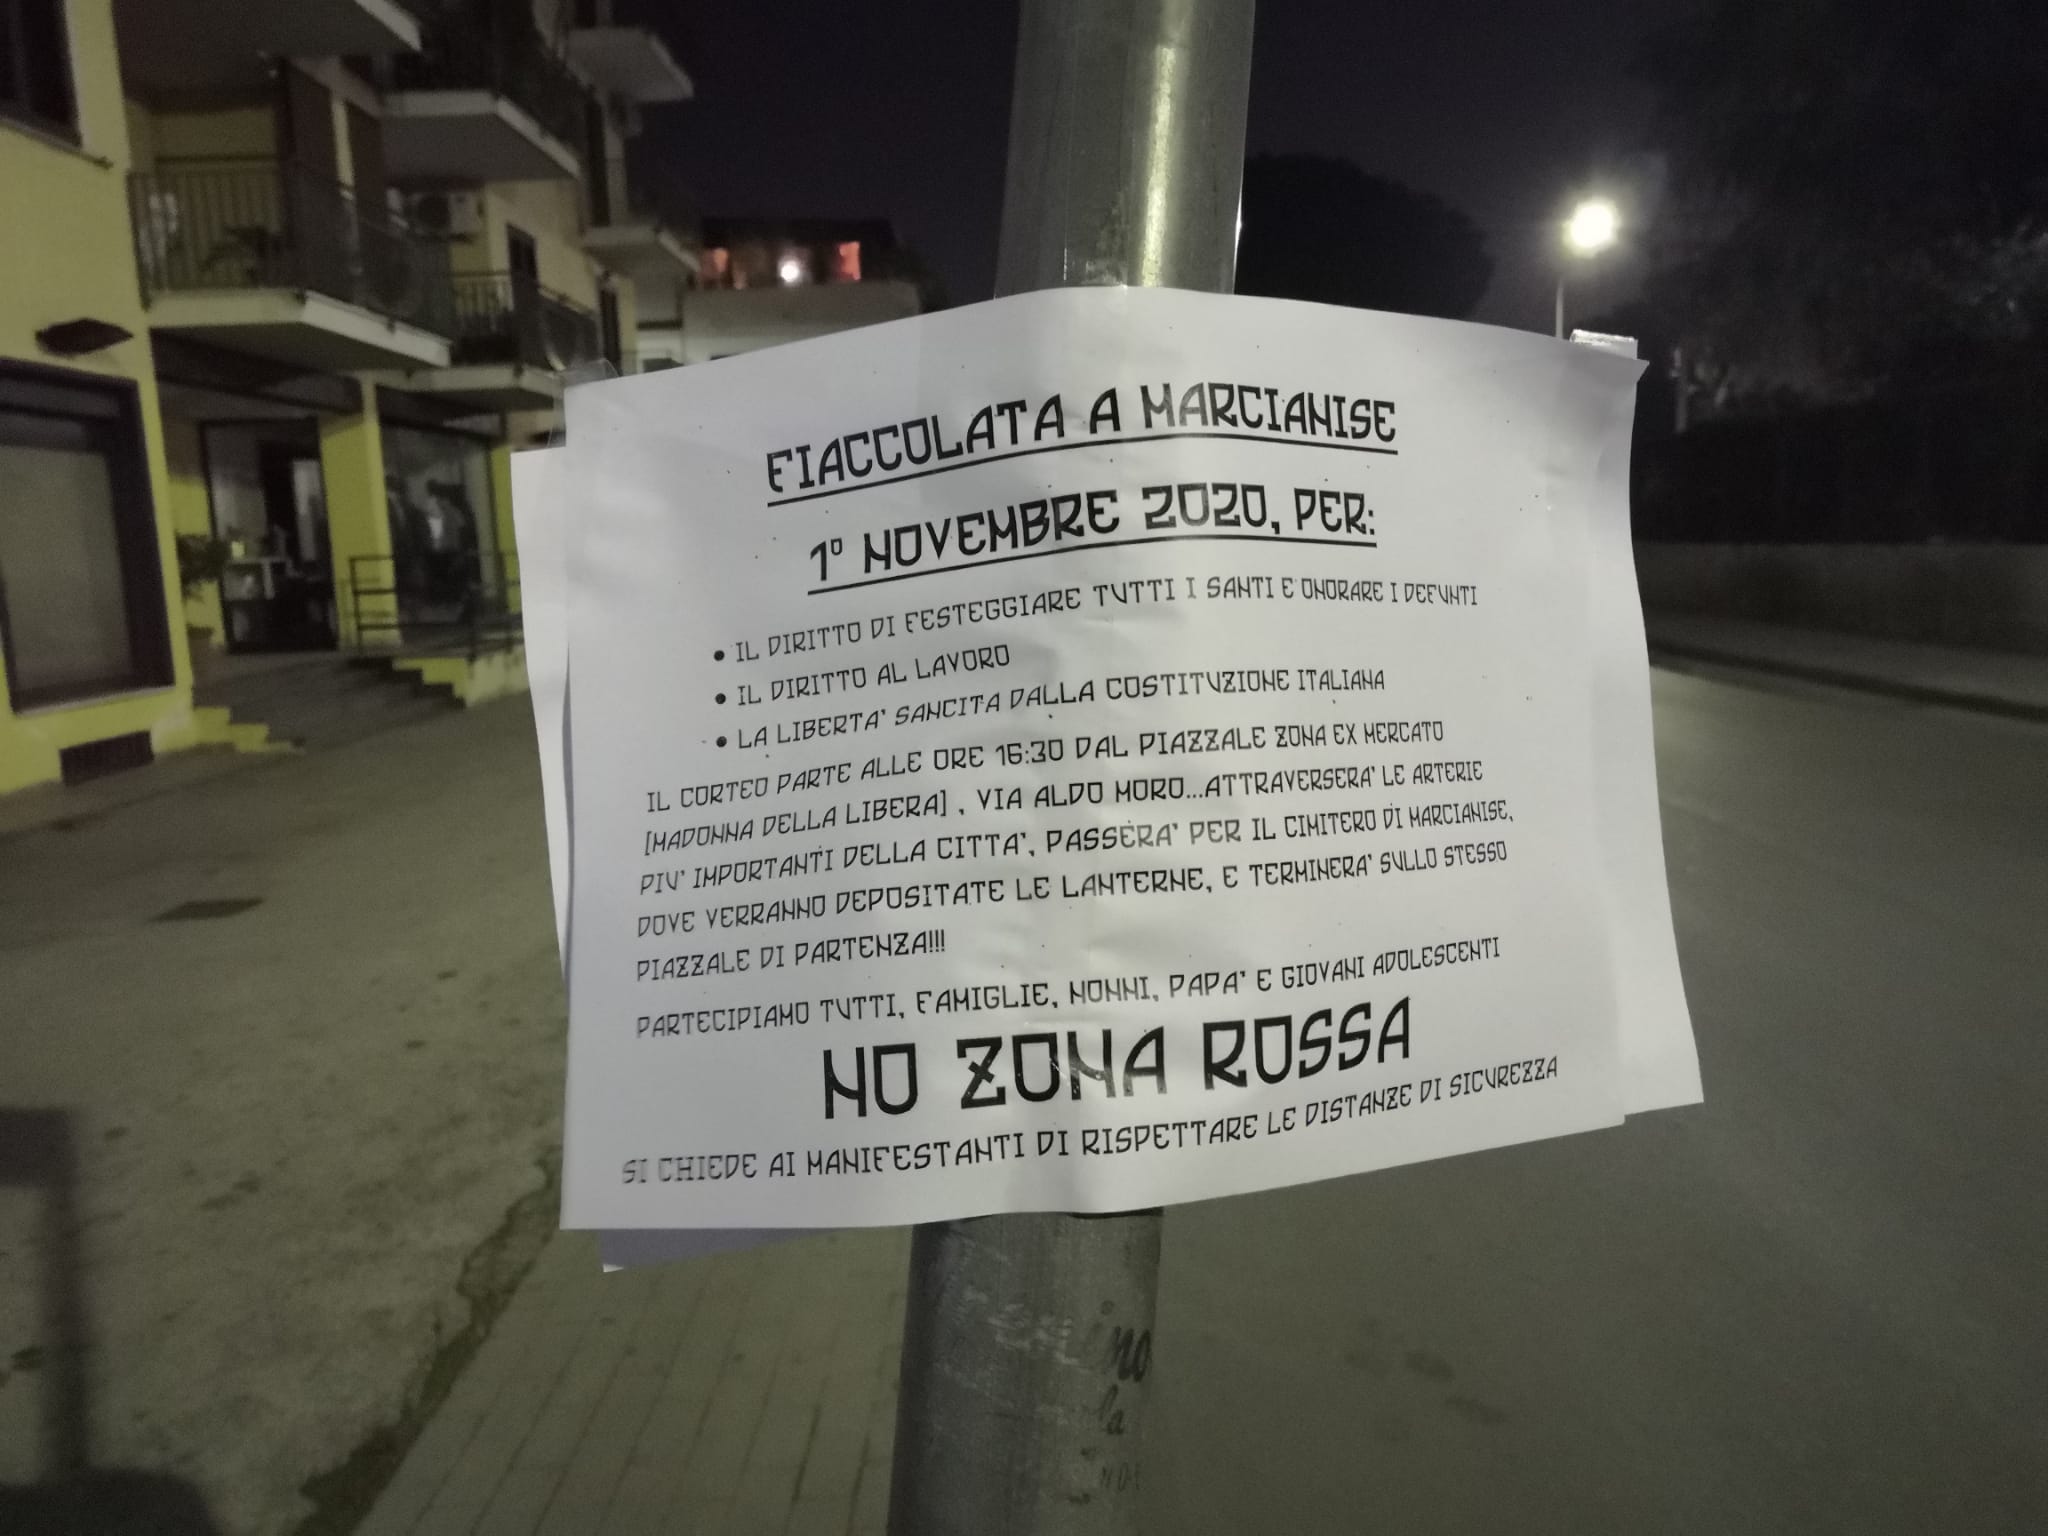 FIACCOLATA A MARCIANISE
1° NOVEMBRE 2020, PER:
• IL DIRITTO DI FESTEGGIARE TUTTI I SANTI E ONORARE I DEFUNTI
• IL DIRITTO AL LAVORO
• LA LIBERTA' SANCITA DALLA COSTITUZIONE ITALIANA
IL CORTEO PARTE ALLE ORE 16:30 DAL PIAZZALE ZONA EX MERCATO
[MADONNA DELLA LIBERA] , VIA ALDO MORO...ATTRAVERSERA' LE ARTERIE
PIU' IMPORTANTI DELLA CITTA', PASSERA' PER IL CIMITERO DI MARCIANISE,
DOVE VERRANNO DEPOSITATE LE LANTERNE, E TERMINERA' SULLO STESSO
PIAZZALE DI PARTENZA!!!
PARTECIPIAMO TUTTI, FAMIGLIE, NONNI, PAPA' E GIOVANI ADOLESCENTI
NO ZONA ROSSA
SI CHIEDE AI MANIFESTANTI DI RISPETTARE LE DISTANZE DI SICUREZZA